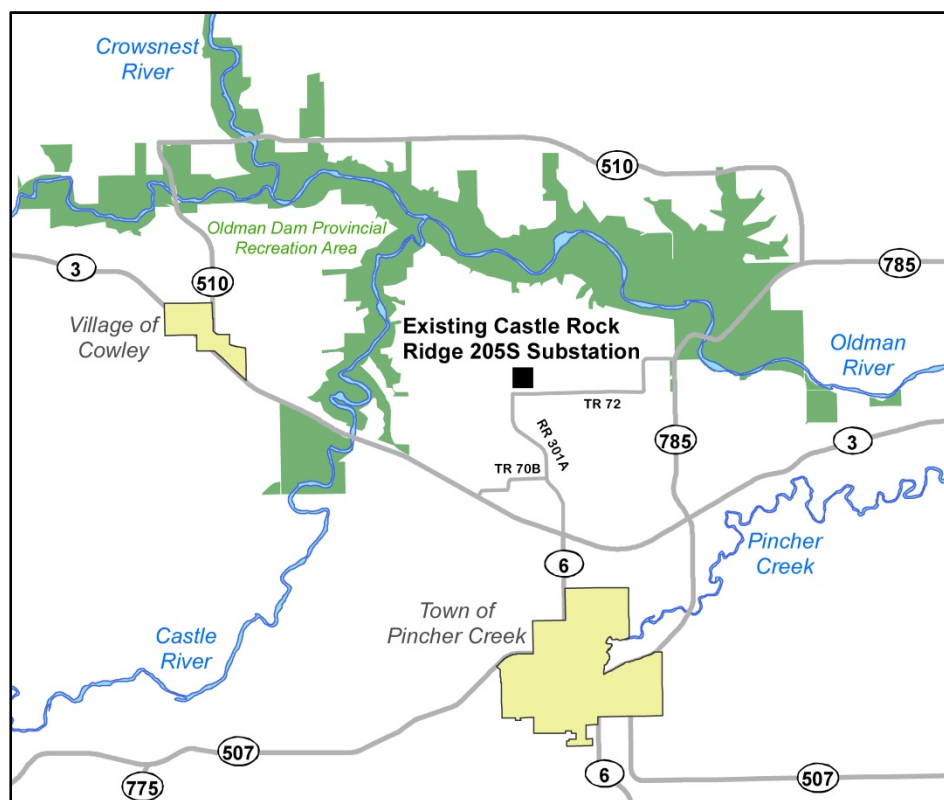 Crowsnest
River
510
Oldman Dam Provincial
Recreation Area
3
510
785
Village of
Cowley
Existing Castle Rock
Ridge 205S Substation
Oldman
River
TR 72
RR 301A
785
3
TR 70B
Pincher
Creek
6
Town of
Pincher Creek
Castle
River
507
775
6
507